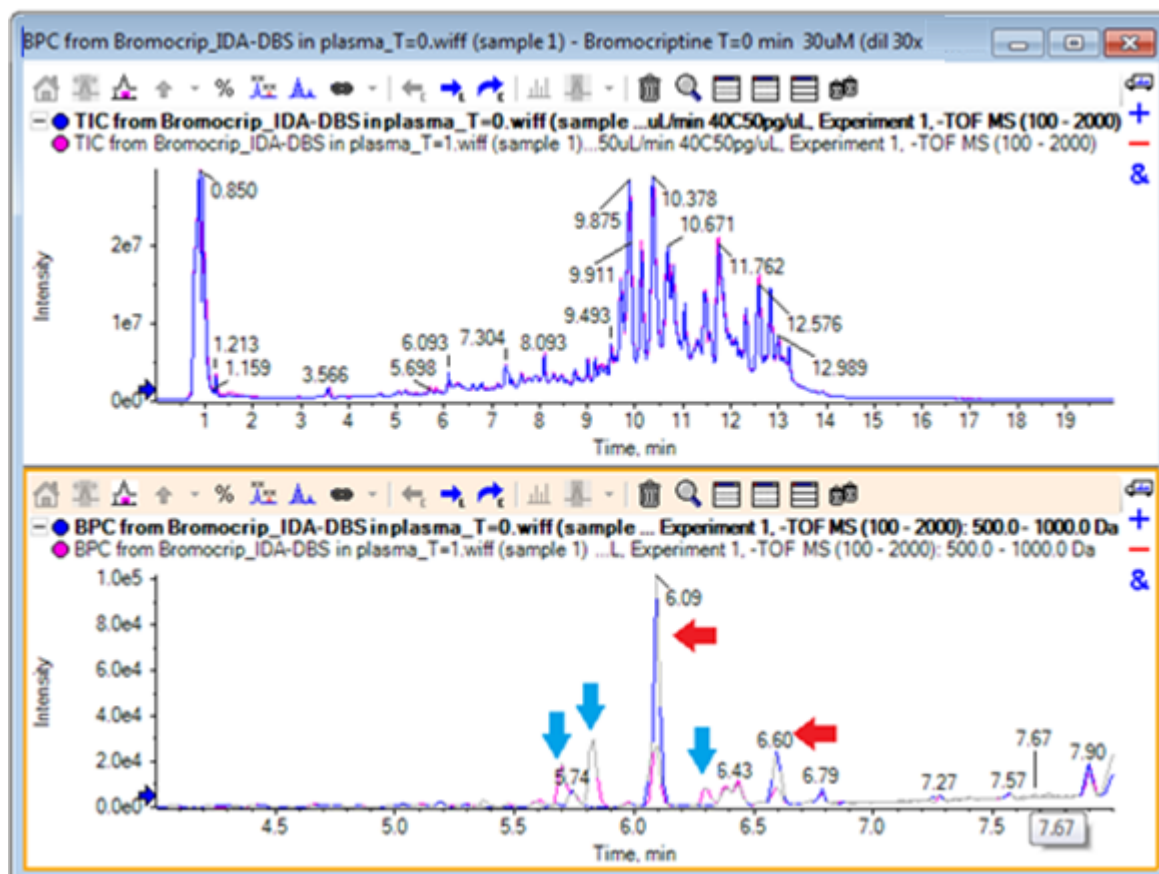 BPC from Bromocrip_IDA-DBS in plasma_T=0.wiff (sample 1) - Bromocriptine T=0 min 30uM (dil 30x
%
TIC from Bromocrip_IDA-DBS in plasma_T=0.wiff (sample ...uL/min 40C50pg/uL, Experiment 1, -TOF MS (100 - 2000)
TIC from Bromocrip_IDA-DBS in plasma_T=1.wiff (sample 1)...50uL/min 40C50pg/uL, Experiment 1, -TOF MS (100 - 2000)
&
0.850
9.875
10.378
10.671
2e7
9.911
11.762
Intensity
1e7
9.493
12.576
6.093
7.304
8.093
1.213
1.159
3.566
5.698
12.989
0e0
1 2 3 4 5 6 7 8 9 10 11 12 13 14 15 16 17 18 19
Time, min
%
BPC from Bromocrip_IDA-DBS in plasma_T=0.wiff (sample ... Experiment 1, -TOF MS (100 - 2000): 500.0 - 1000.0 Da
BPC from Bromocrip_IDA-DBS in plasma_T=1.wiff (sample 1) ...L, Experiment 1, -TOF MS (100 - 2000): 500.0 - 1000.0 Da
&
1.0e5
6.09
8.0e4
6.0e4
Intensity
4.0e4
6.60
2.0e4
5.74
6.43
6.79
7.27
7.57
7.67
7.90
0.0e0
4.5 5.0 5.5 6.0 6.5 7.0 7.5
7.67
Time, min